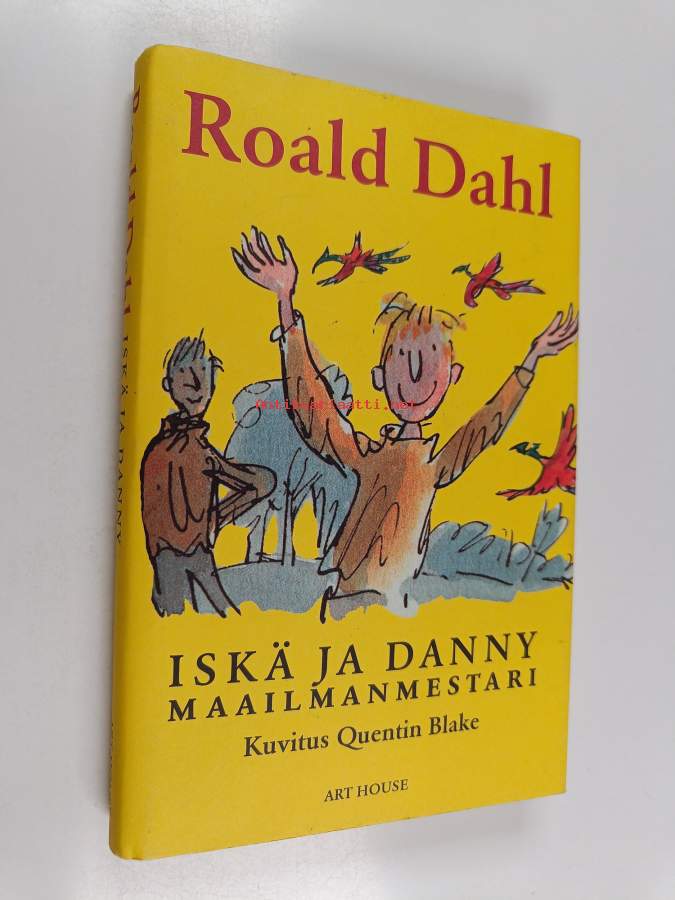 Roald Dahl
ISKÄ JA DANNY
MAAILMANMESTARI
Kuvitus Quentin Blake
ART HOUSE
Roald Dahl ISKÄ JA DANNY